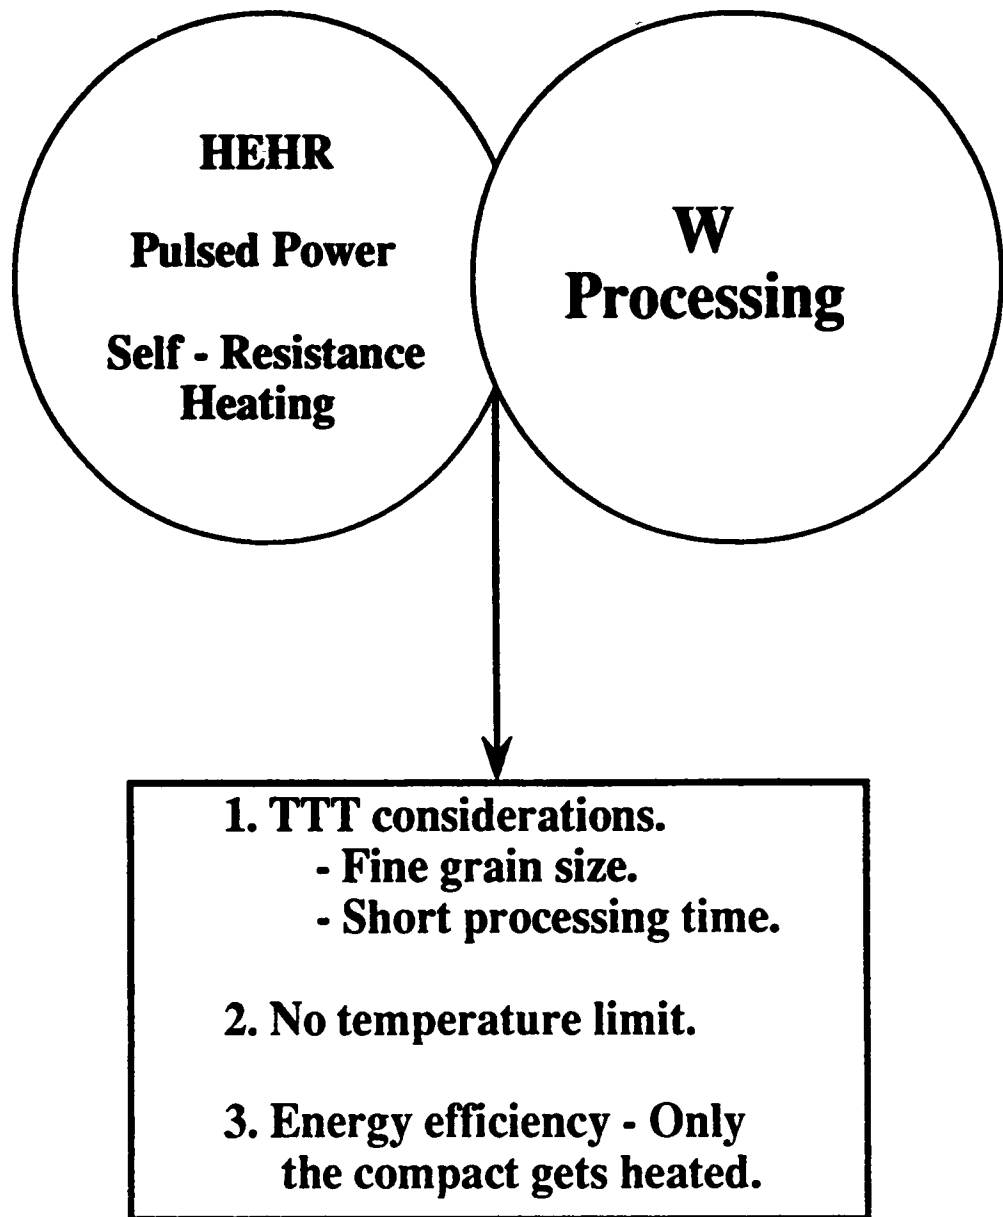 HEHR
Pulsed Power
Self - Resistance
Heating
W
Processing
1. TTT considerations.
- Fine grain size.
- Short processing time.
2. No temperature limit.
3. Energy efficiency - Only
the compact gets heated.